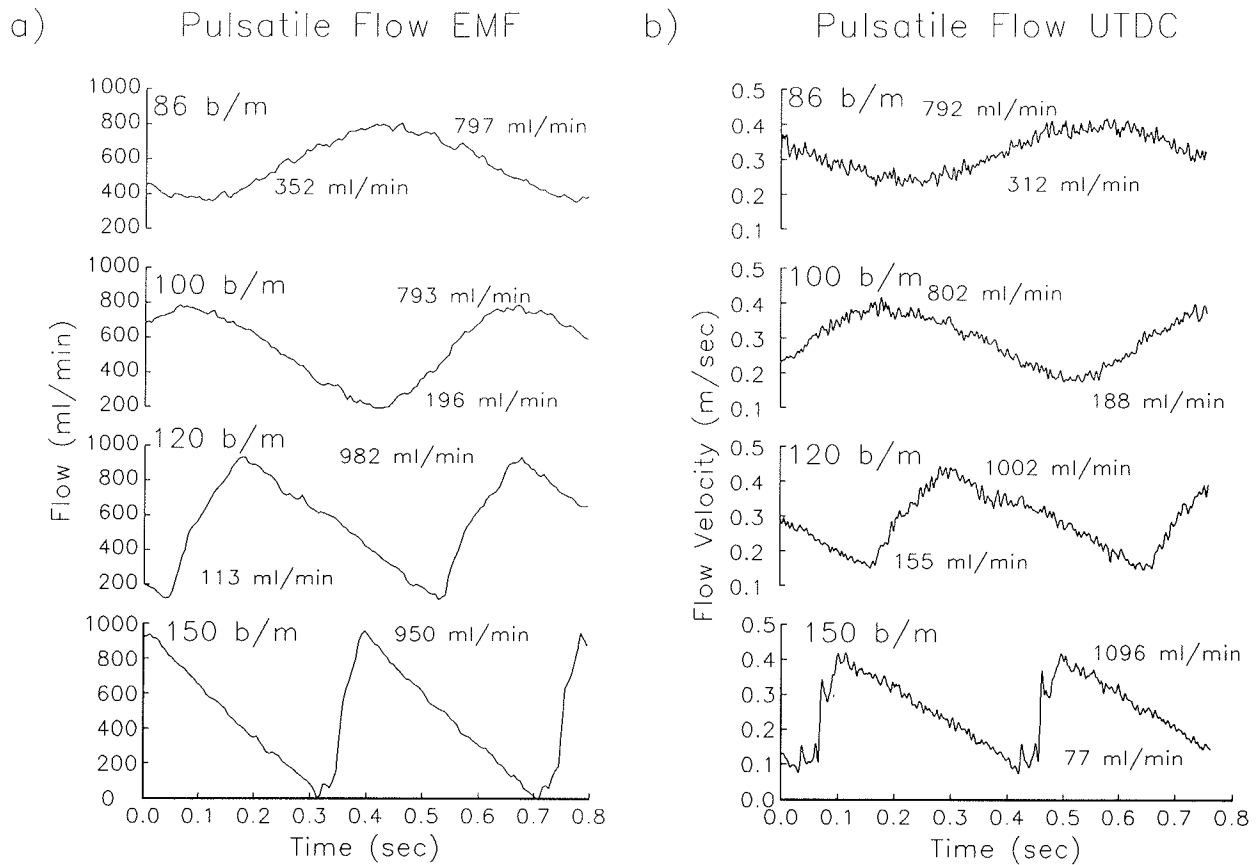 a) Pulsatile Flow EMF
Flow (ml/min)
1000
800
600
400
200
86 b/m
797 ml/min
352 ml/min
1000
800
600
400
200
100 b/m
793 ml/min
196 ml/min
1000
800
600
400
200
120 b/m
982 ml/min
113 ml/min
1000
800
600
400
200
0
150 b/m
950 ml/min
0.0 0.1 0.2 0.3 0.4 0.5 0.6 0.7 0.8
Time (sec)
b) Pulsatile Flow UTDC
Flow Velocity (m/sec)
0.5
0.4
0.3
0.2
0.1
86 b/m
792 ml/min
312 ml/min
0.5
0.4
0.3
0.2
0.1
100 b/m
802 ml/min
188 ml/min
0.5
0.4
0.3
0.2
0.1
120 b/m
1002 ml/min
155 ml/min
0.5
0.4
0.3
0.2
0.1
0.0
150 b/m
1096 ml/min
77 ml/min
0.0 0.1 0.2 0.3 0.4 0.5 0.6 0.7 0.8
Time (sec)